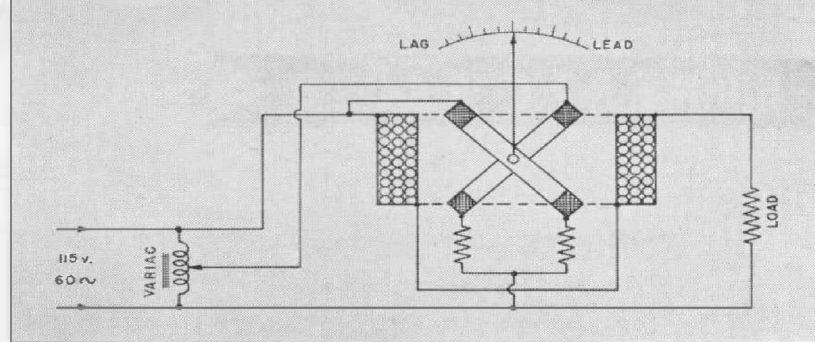 LAG
LEAD
115 v.
60 ~
VARIAC
LOAD